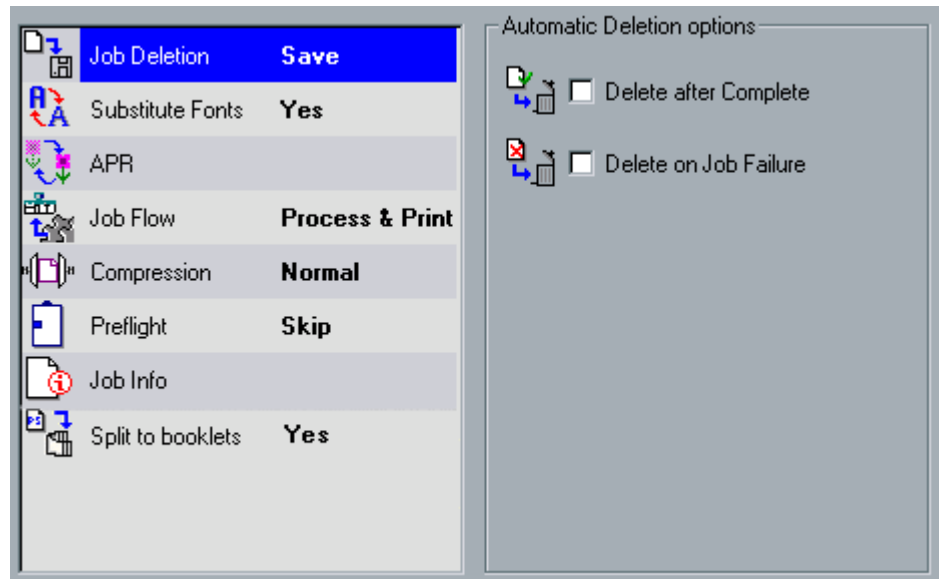 Job Deletion Save
Substitute Fonts Yes
APR
Job Flow Process & Print
Compression Normal
Preflight Skip
Job Info
Split to booklets Yes
Automatic Deletion options
Delete after Complete
Delete on Job Failure